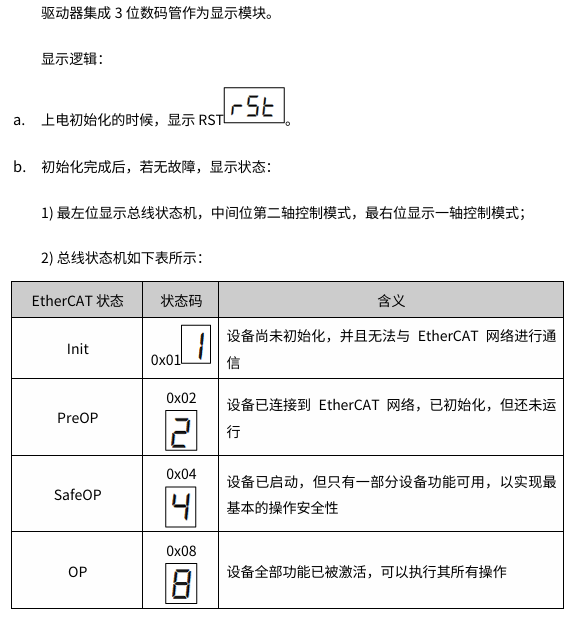 驱动器集成 3 位数码管作为显示模块。
显示逻辑：
a. 上电初始化的时候，显示 RST rSt 。
b. 初始化完成后，若无故障，显示状态：
1) 最左位显示总线状态机，中间位第二轴控制模式，最右位显示一轴控制模式；
2) 总线状态机如下表所示：
EtherCAT 状态 状态码 含义
Init 0x01 1 设备尚未初始化，并且无法与 EtherCAT 网络进行通
信
PreOP 0x02 2 设备已连接到 EtherCAT 网络，已初始化，但还未运
行
SafeOP 0x04 4 设备已启动，但只有一部分设备功能可用，以实现最
基本的操作安全性
OP 0x08 8 设备全部功能已被激活，可以执行其所有操作